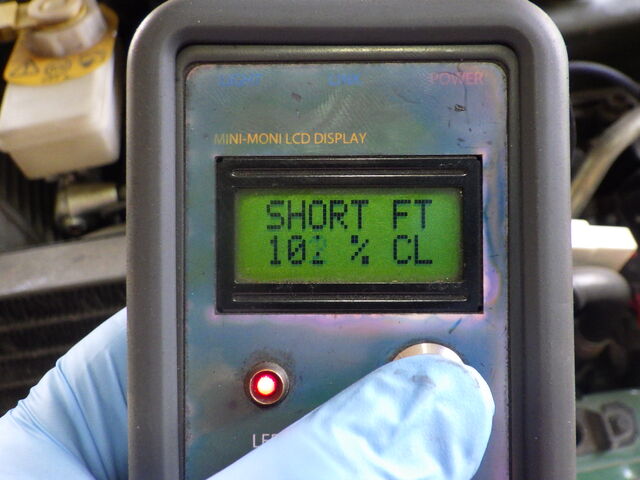 POWER
MINI-MONI LCD DISPLAY
SHORT FT
% CL